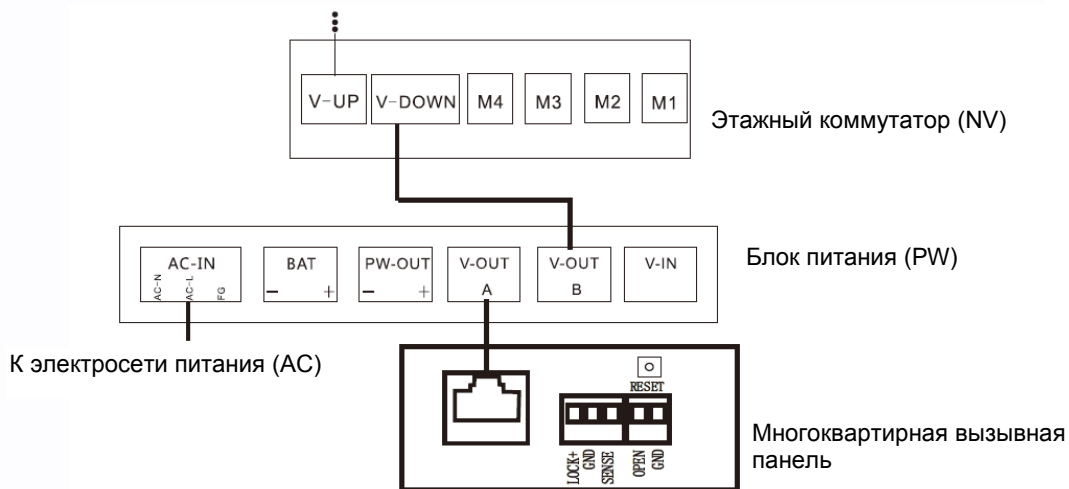 V-UP V-DOWN M4 M3 M2 M1
Этажный коммутатор (NV)
AC-IN BAT PW-OUT V-OUT V-OUT V-IN
AC-N AC-L FG − + − + A B
Блок питания (PW)
К электросети питания (AC)
RESET
LOCK+ GND SENSE OPEN GND
Многоквартирная вызывная
панель